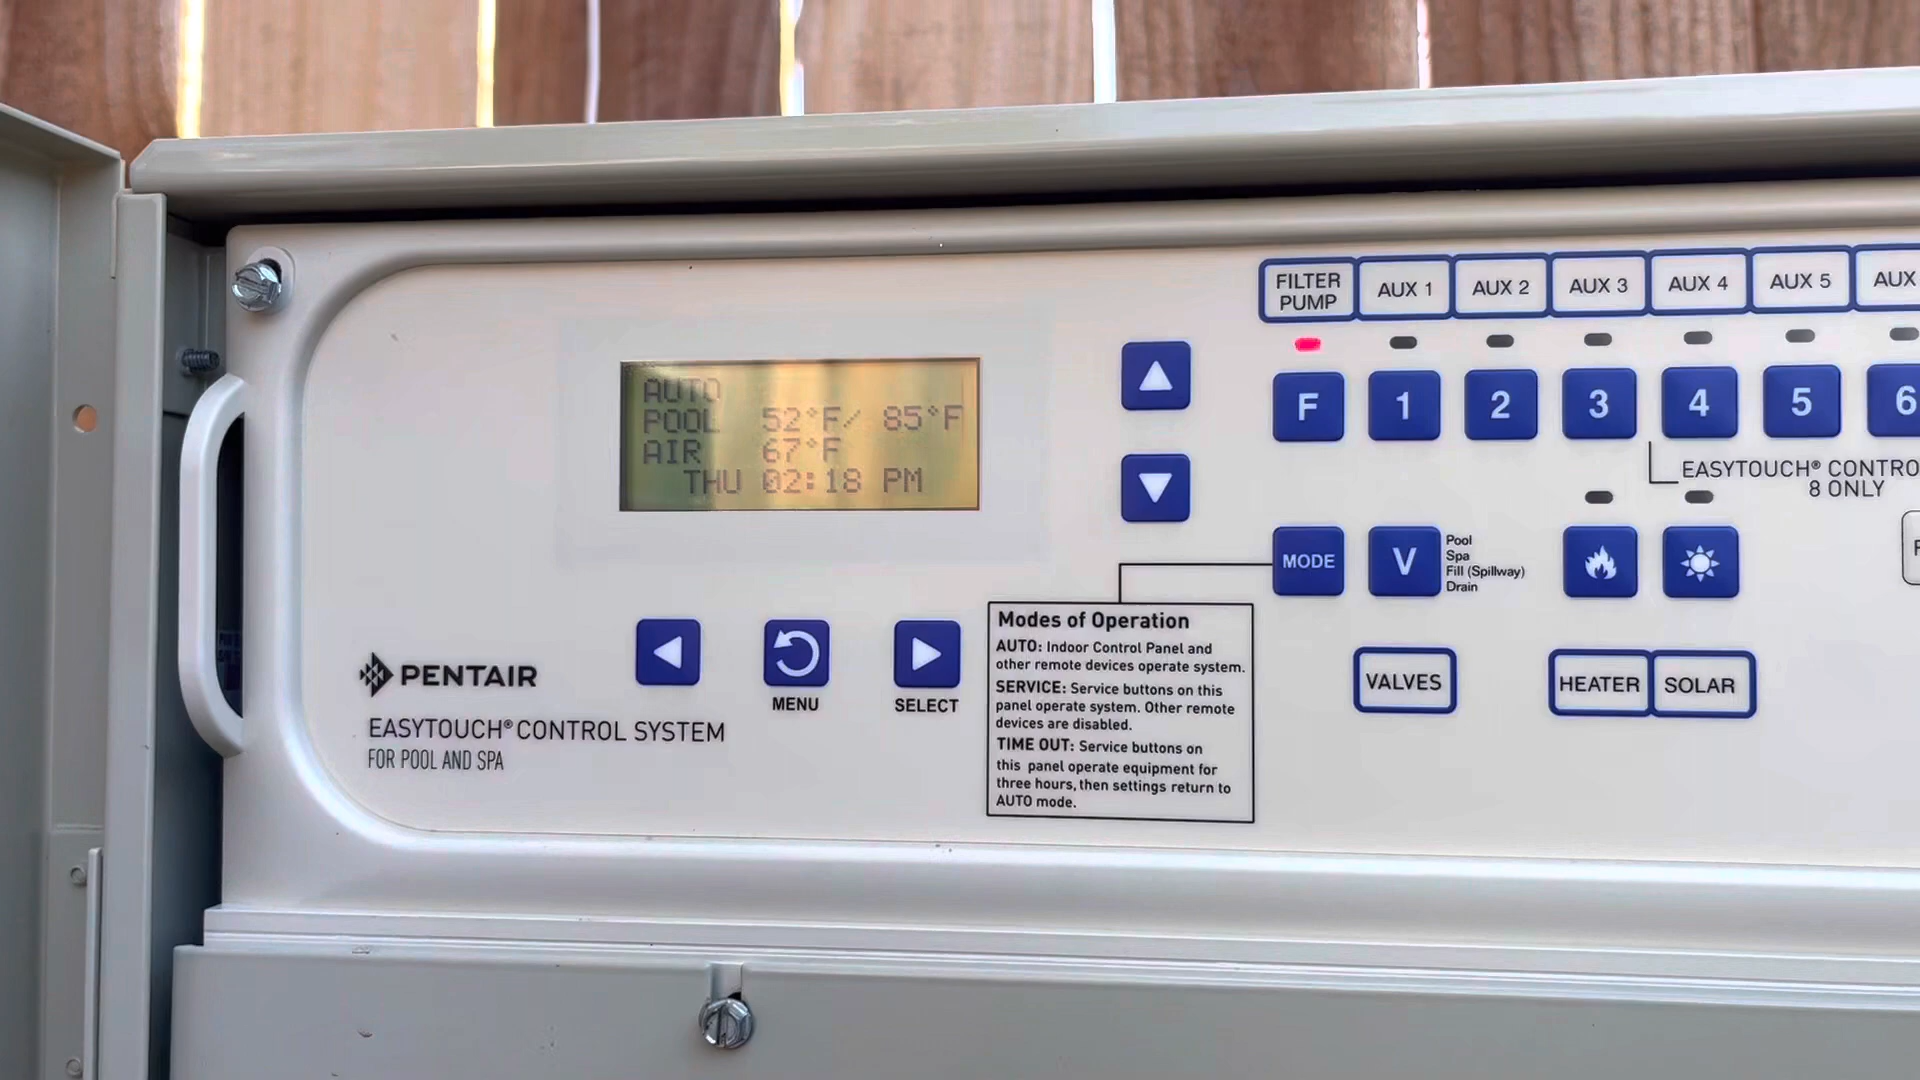 FILTER PUMP
AUX 1
AUX 2
AUX 3
AUX 4
AUX 5
AUX
AUTO
POOL 52°F/ 85°F
AIR 67°F
THU 02:18 PM
F
1
2
3
4
5
6
EASYTOUCH® CONTRO
8 ONLY
MODE
V
Pool
Spa
Fill (Spillway)
Drain
Modes of Operation
AUTO: Indoor Control Panel and
other remote devices operate system.
SERVICE: Service buttons on this
panel operate system. Other remote
devices are disabled.
TIME OUT: Service buttons on
this panel operate equipment for
three hours, then settings return to
AUTO mode.
VALVES
HEATER
SOLAR
PENTAIR
MENU
SELECT
EASYTOUCH® CONTROL SYSTEM
FOR POOL AND SPA